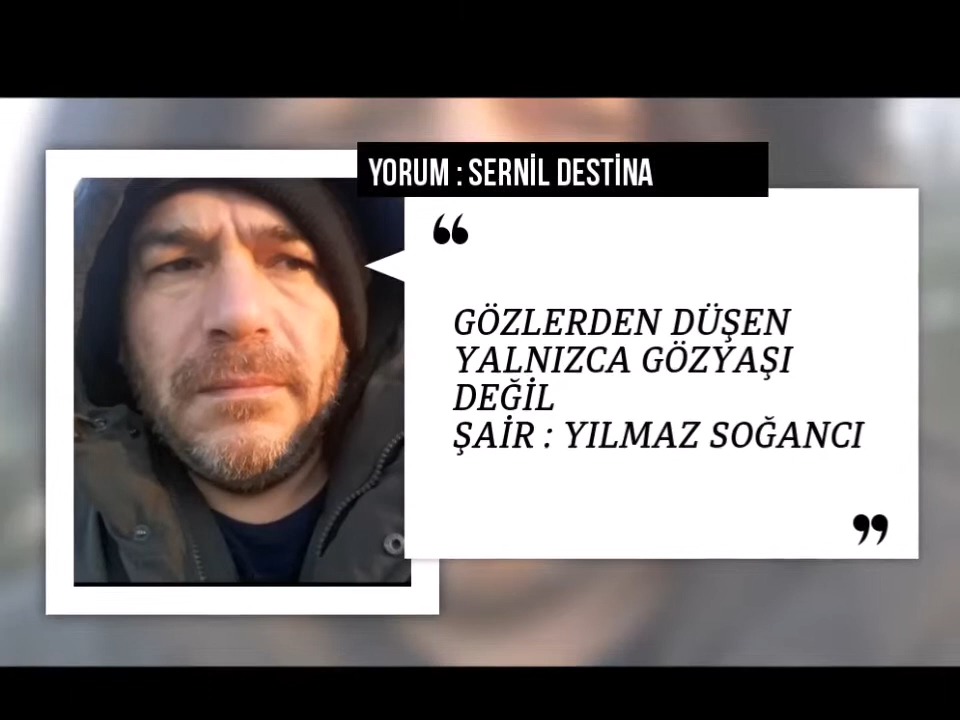 YORUM : SERNİL DESTİNA
“
GÖZLERDEN DÜŞEN
YALNIZCA GÖZYAŞI
DEĞİL
ŞAİR : YILMAZ SOĞANCI
”